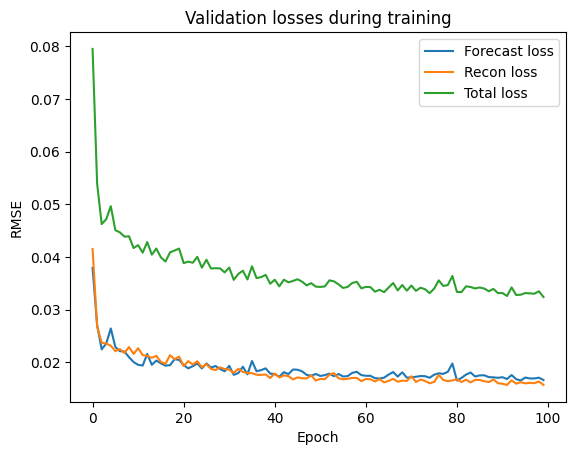 Validation losses during training
Forecast loss
Recon loss
Total loss
RMSE
0.08
0.07
0.06
0.05
0.04
0.03
0.02
0 20 40 60 80 100
Epoch